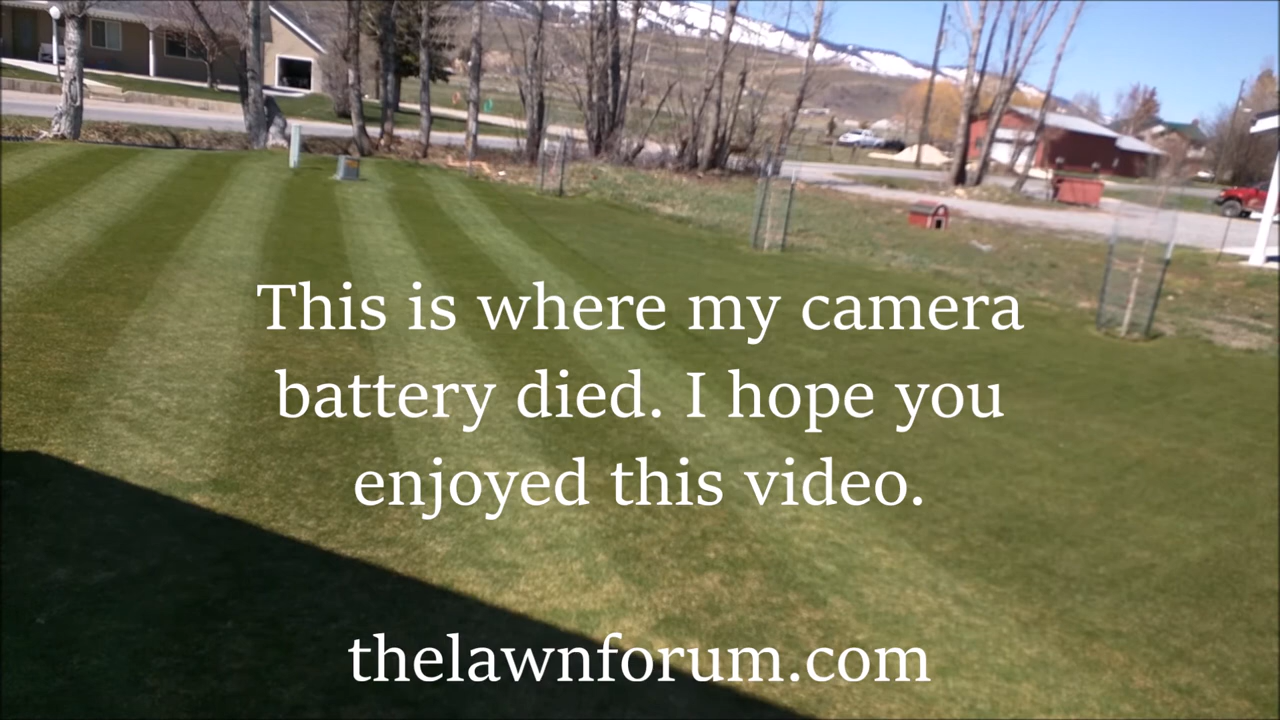 This is where my camera
battery died. I hope you
enjoyed this video.
thelawnforum.com